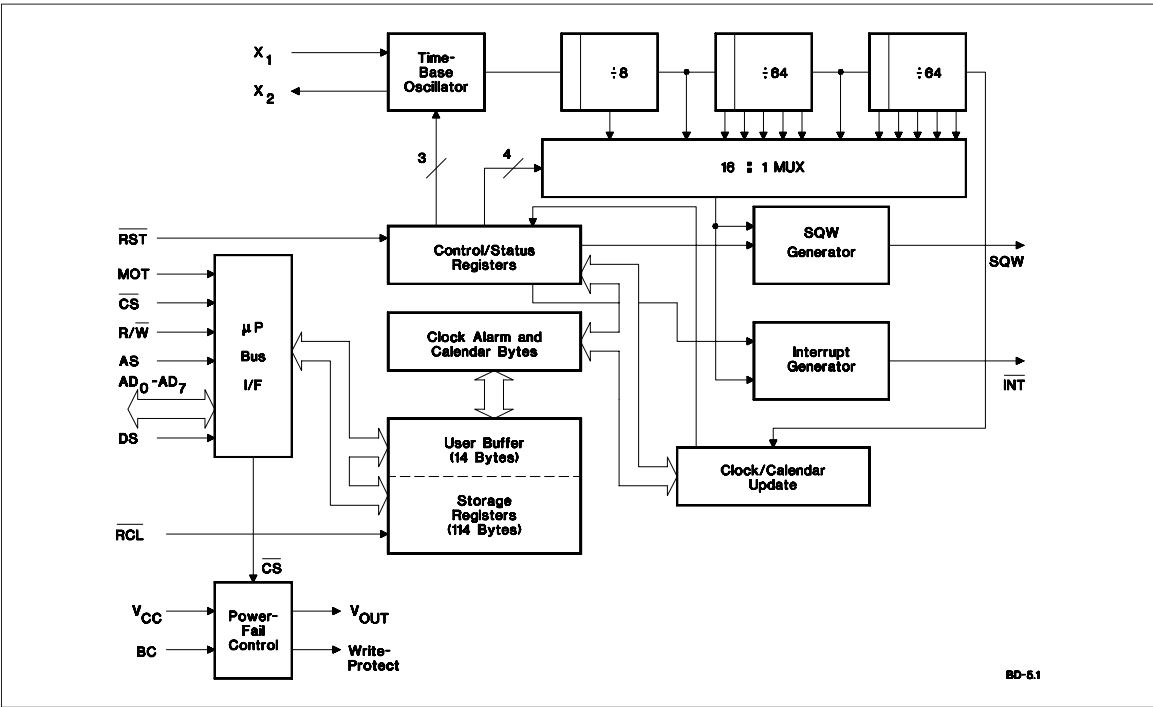 X1
X2
Time-
Base
Oscillator
÷8
÷64
÷64
3
4
16 : 1 MUX
RST
Control/Status
Registers
SQW
Generator
SQW
MOT
CS
R/W
AS
AD0-AD7
DS
µP
Bus
I/F
Clock Alarm and
Calendar Bytes
Interrupt
Generator
INT
User Buffer
(14 Bytes)
Storage
Registers
(114 Bytes)
Clock/Calendar
Update
RCL
CS
VCC
BC
Power-
Fail
Control
VOUT
Write-
Protect
BD-5.1